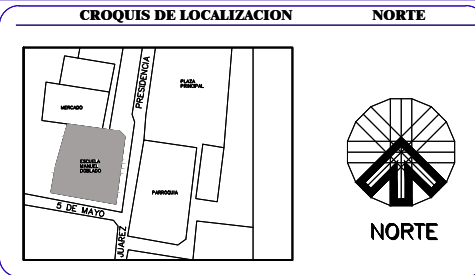 CROQUIS DE LOCALIZACION
NORTE
PRESIDENCIA
PLAZA
PRINCIPAL
MERCADO
ESCUELA
MANUEL
DOBLADO
PARROQUIA
5 DE MAYO
JUAREZ
NORTE